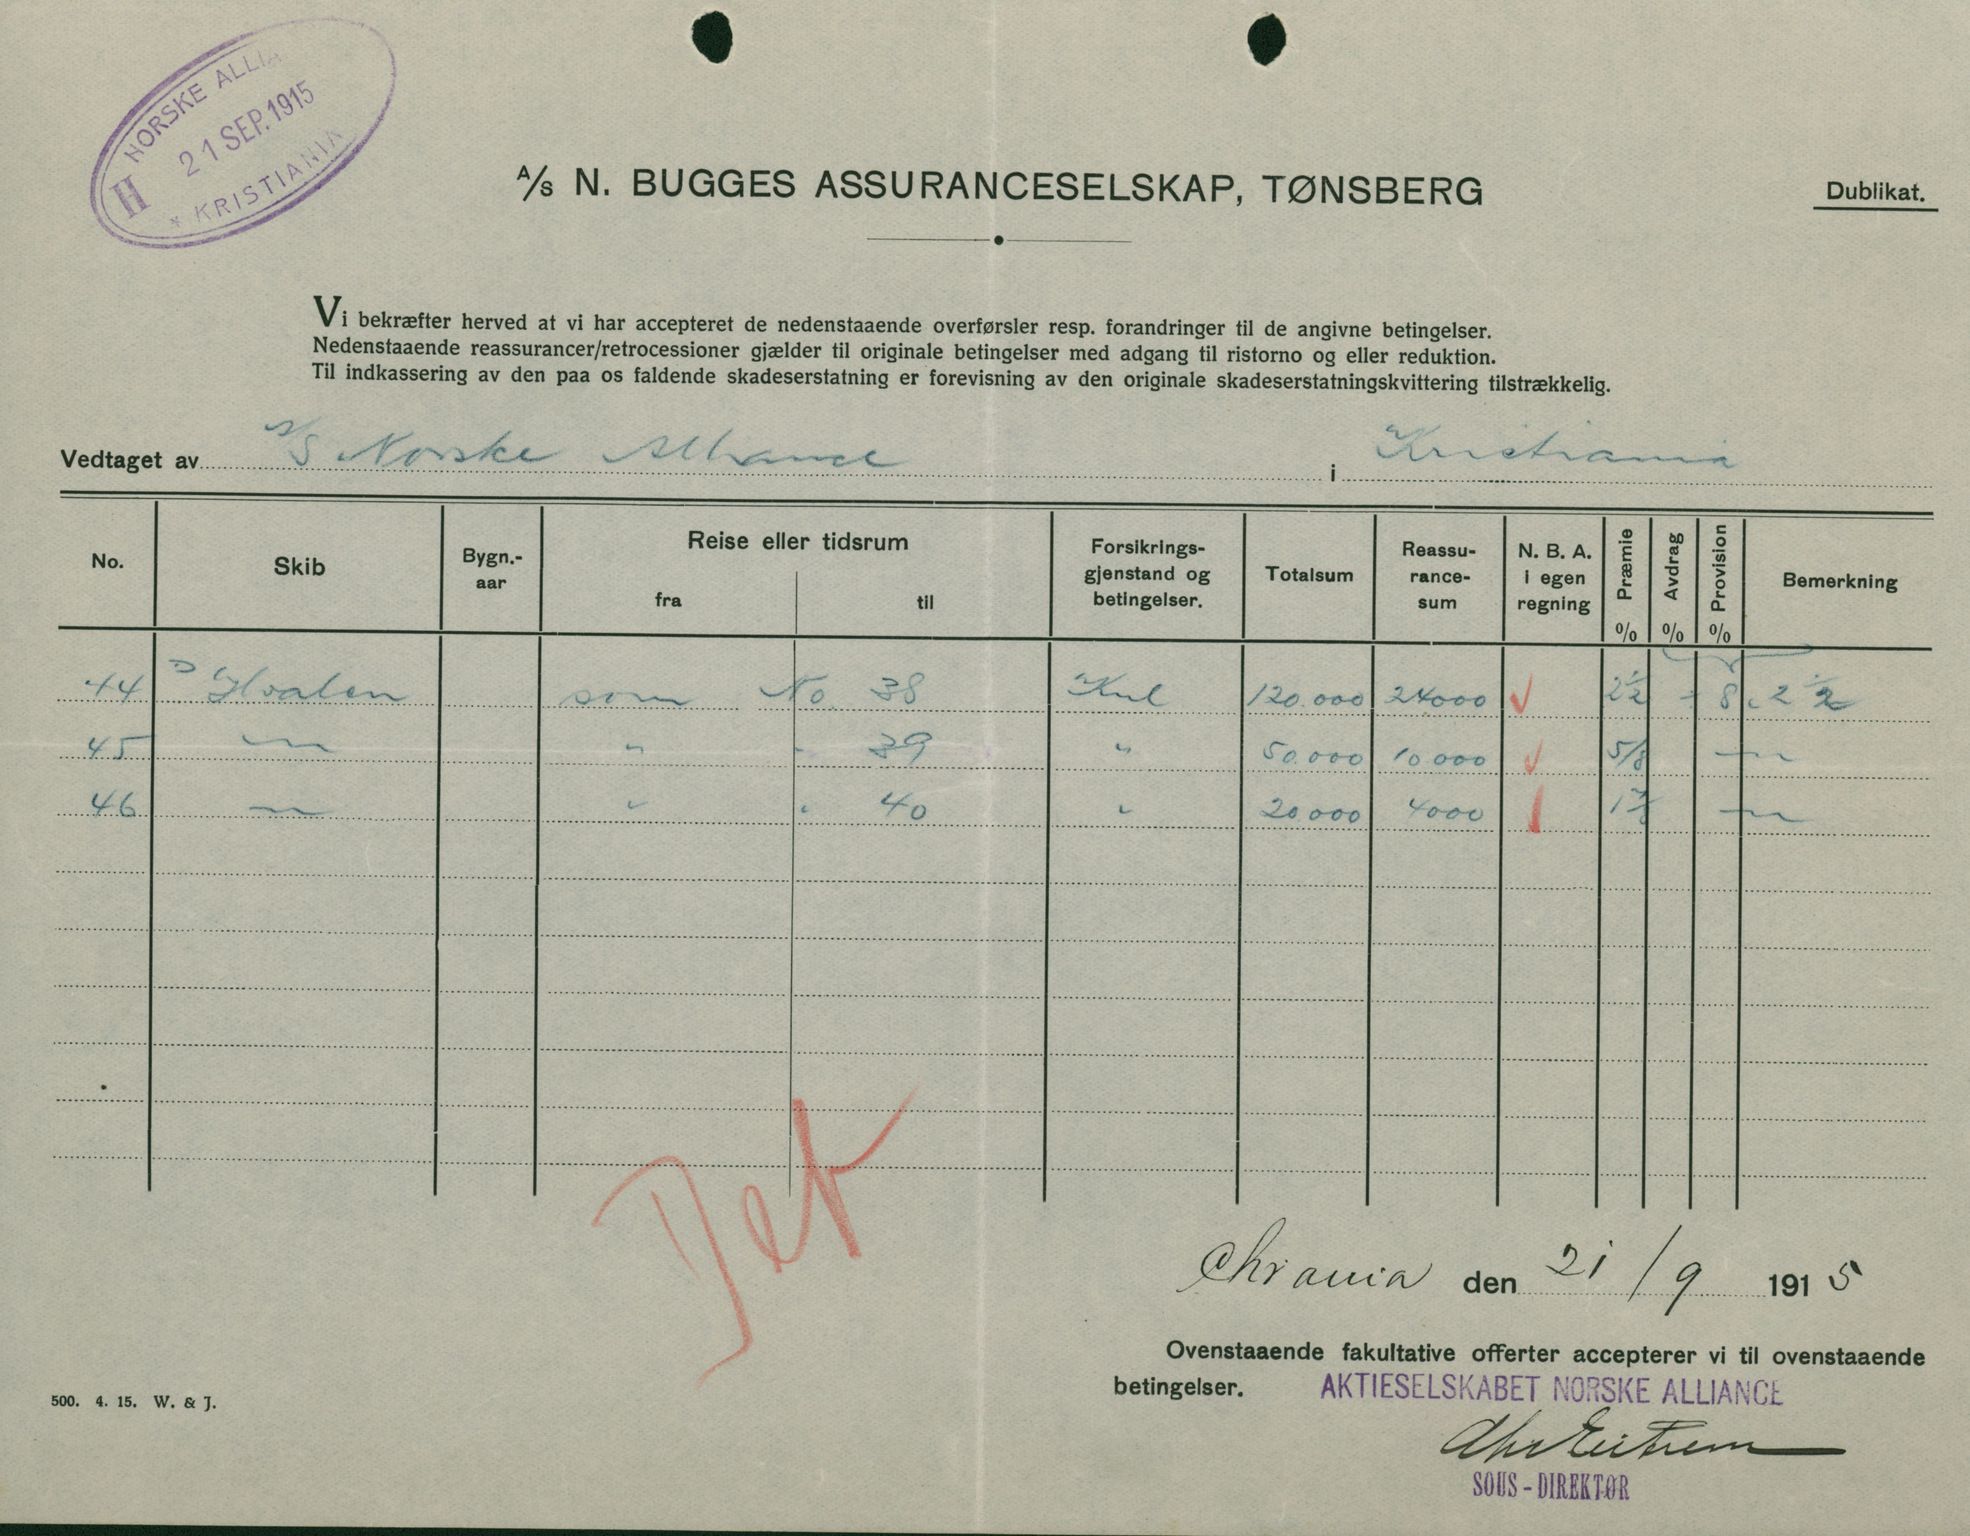 NORSKE ALLIA
21 SEP. 1915
II
* KRISTIANIA
A/S N. BUGGES ASSURANCESELSKAP, TØNSBERG
Dublikat.
Vi bekræfter herved at vi har accepteret de nedenstaaende overførsler resp. forandringer til de angivne betingelser.
Nedenstaaende reassurancer/retrocessioner gjælder til originale betingelser med adgang til ristorno og eller reduktion.
Til indkassering av den paa os faldende skadeserstatning er forevisning av den originale skadeserstatningskvittering tilstrækkelig.
Vedtaget av A/S Norske Alliance i Kristiania
No. Skib Bygn.-aar Reise eller tidsrum fra til Forsikrings-gjenstand og betingelser. Totalsum Reassu-rance-sum N. B. A. i egen regning Præmie % Avdrag % Provision % Bemerkning
44 D Hvalen som No. 38 Kul 120.000 24000 2½ 8 2½
45 " " " 39 " 50.000 10.000 5/8 "
46 " " " 40 " 20.000 4000 "
Chrania den 21/9 1915
Ovenstaaende fakultative offerter accepterer vi til ovenstaaende
betingelser. AKTIESELSKABET NORSKE ALLIANCE
500. 4. 15. W. & J.
SOUS-DIREKTØR